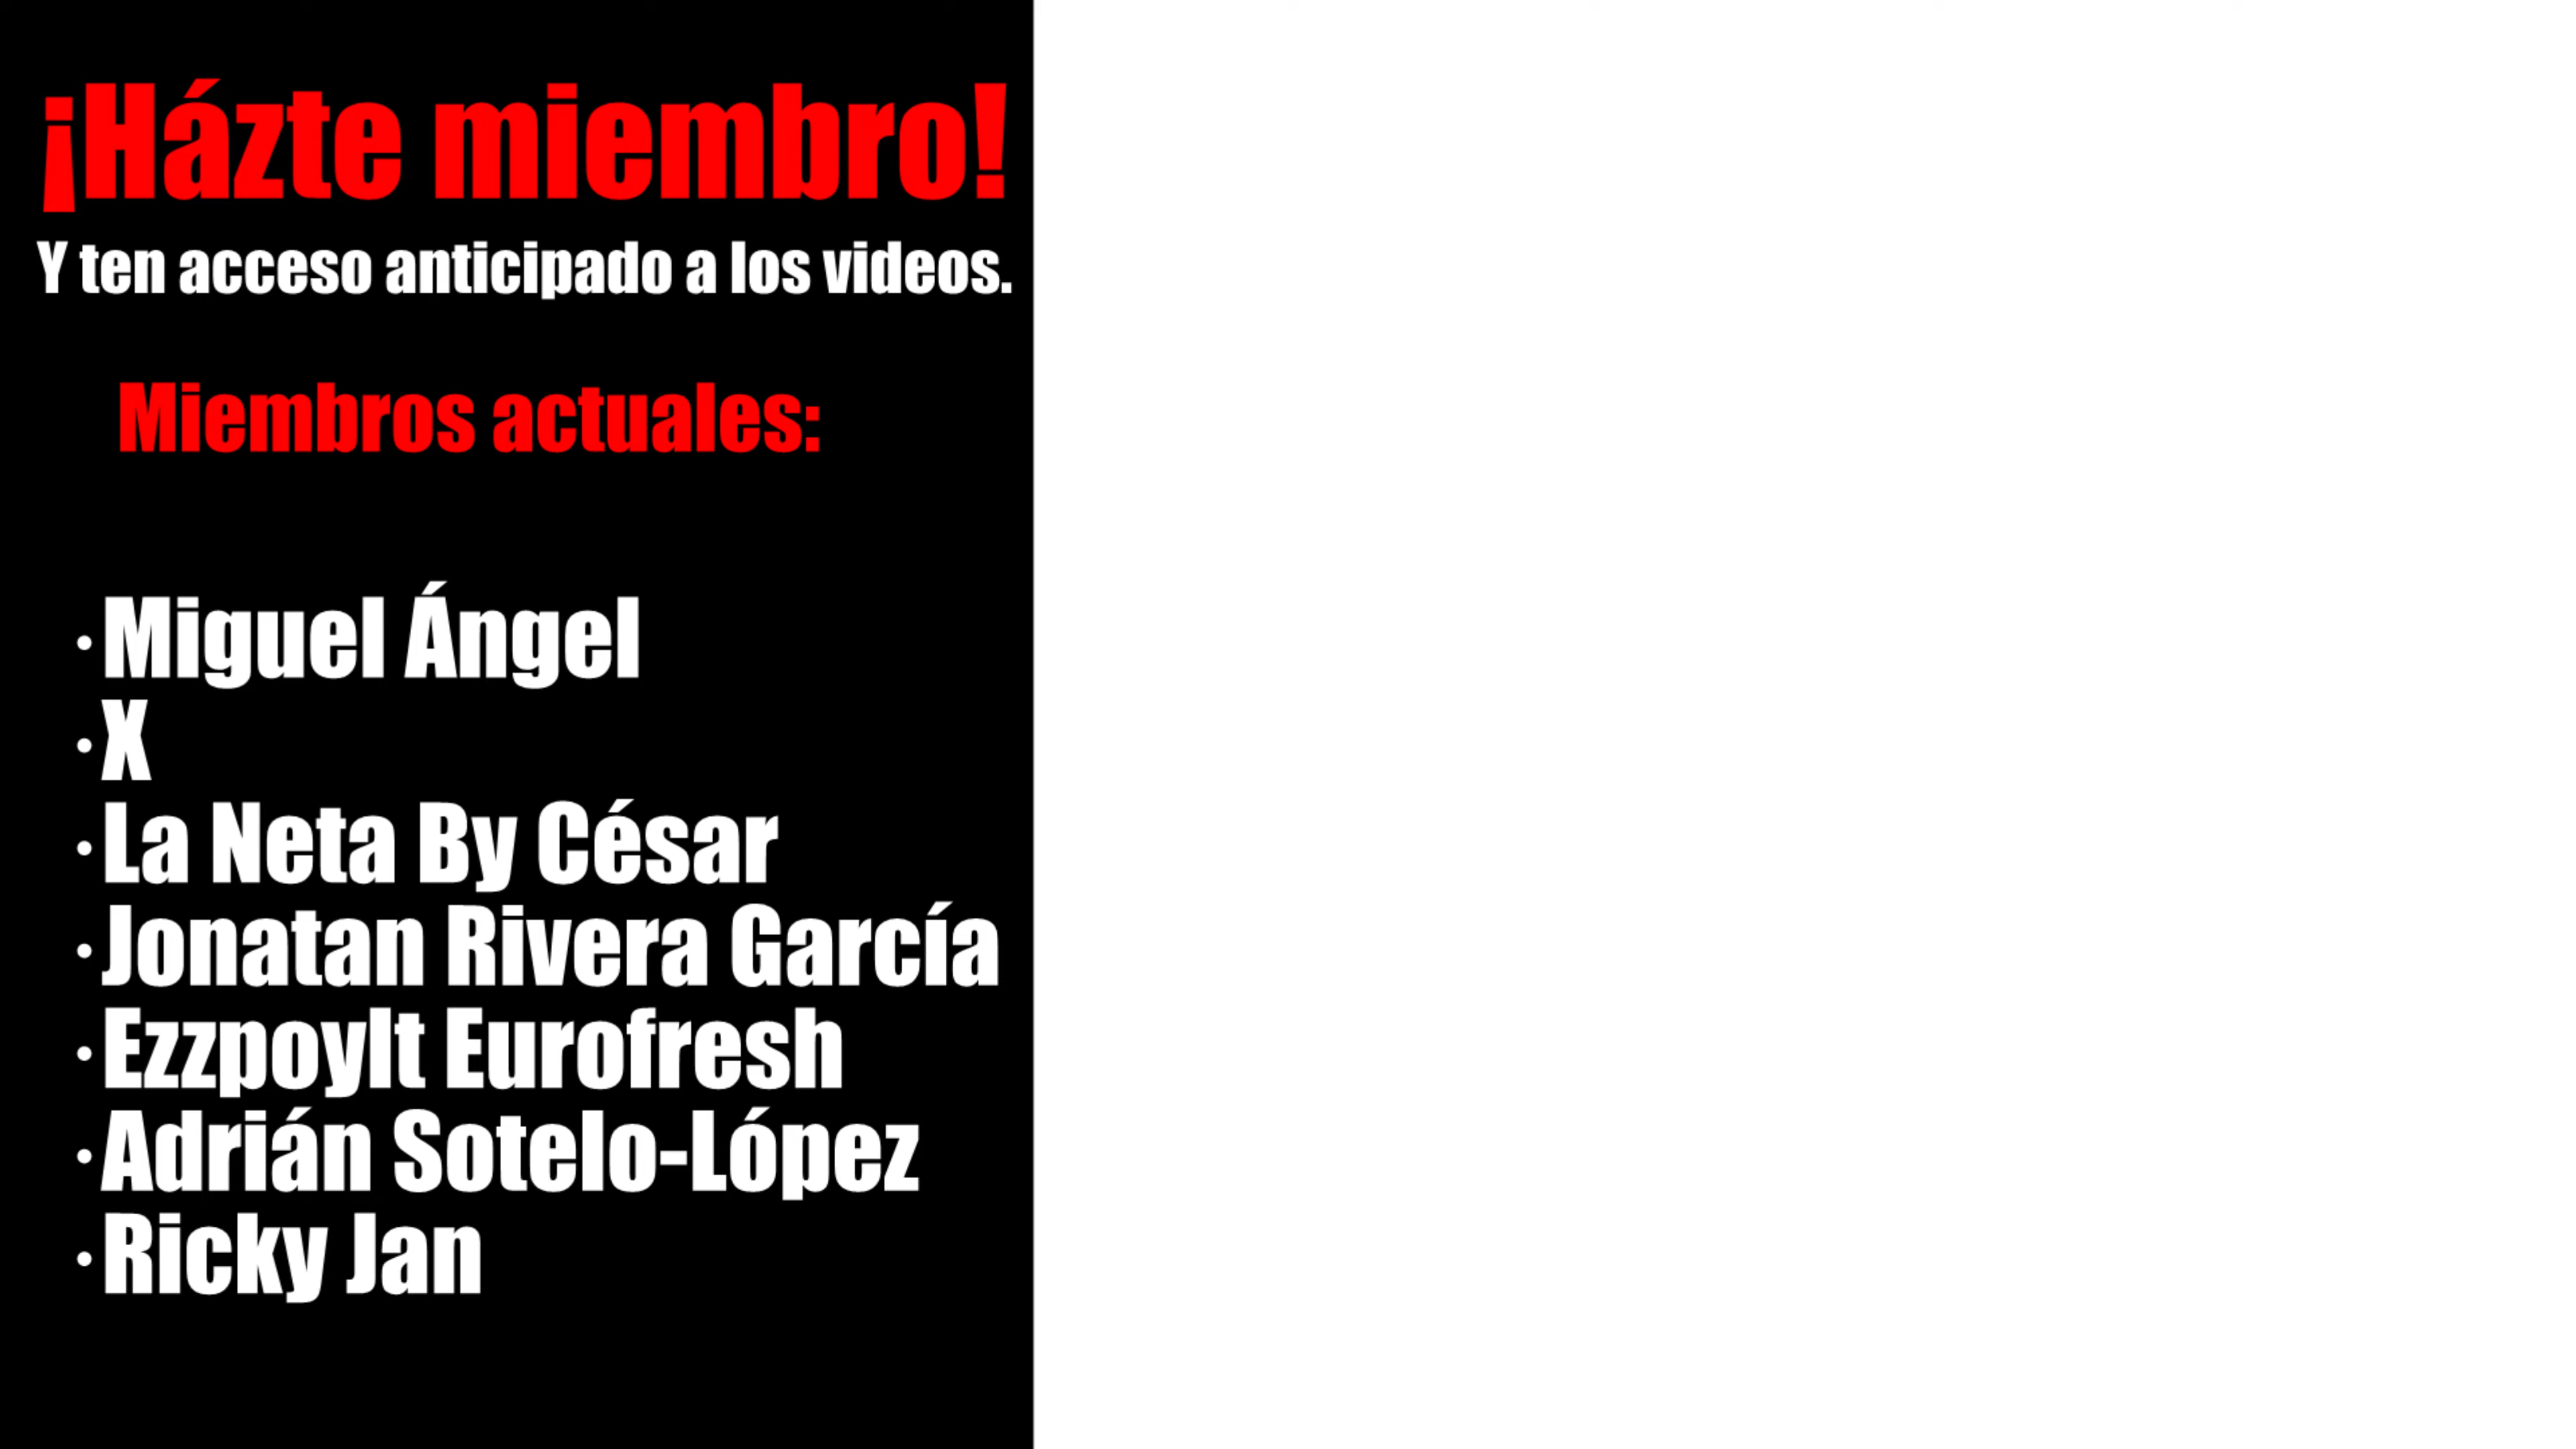 ¡Házte miembro!
Y ten acceso anticipado a los videos.
Miembros actuales:
·Miguel Ángel
·X
·La Neta By César
·Jonatan Rivera García
·EzzpoyIt Eurofresh
·Adrián Sotelo-López
·Ricky Jan